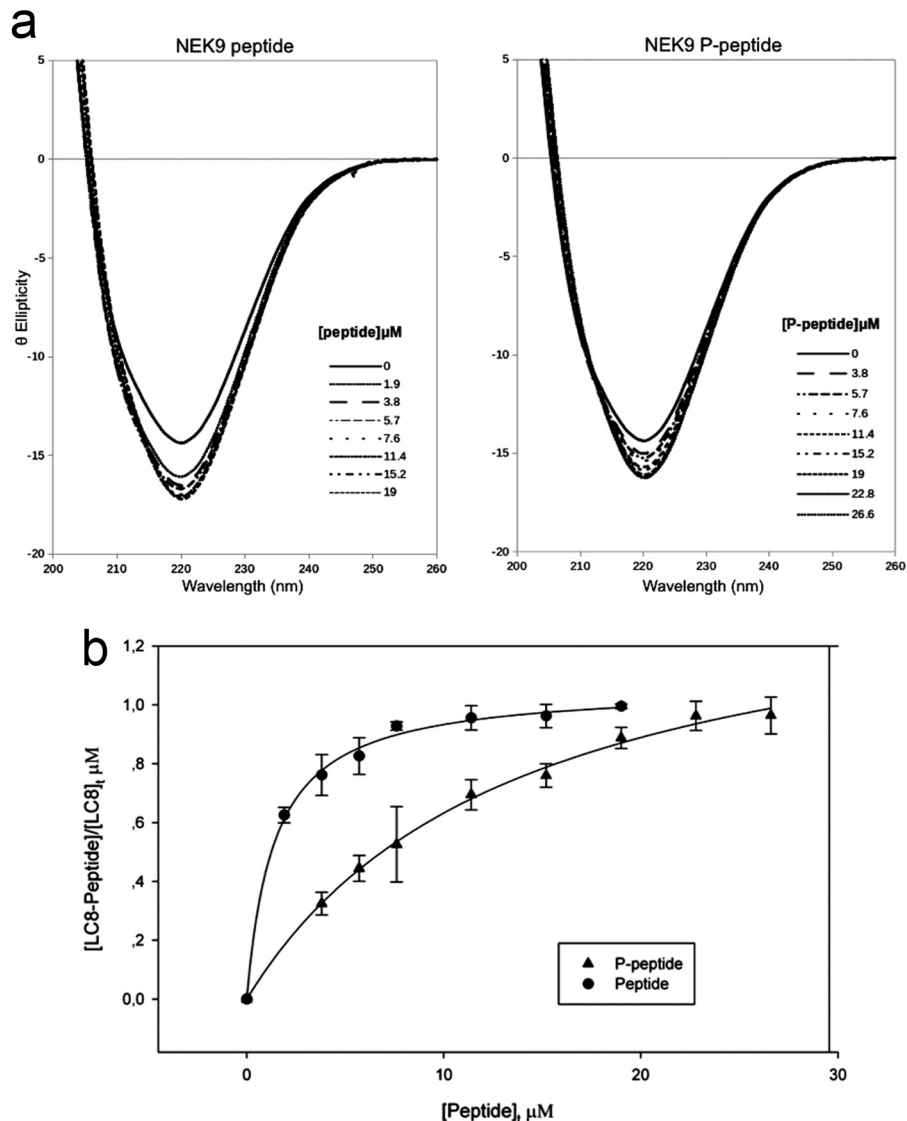 a
NEK9 peptide
NEK9 P-peptide
5
0
-5
-10
-15
-20
θ Ellipticity
[peptide]µM
0
1.9
3.8
5.7
7.6
11.4
15.2
19
200 210 220 230 240 250 260
Wavelength (nm)
5
0
-5
-10
-15
-20
[P-peptide]µM
0
3.8
5.7
7.6
11.4
15.2
19
22.8
26.6
200 210 220 230 240 250 260
Wavelength (nm)
b
1,2
1,0
,8
,6
,4
,2
0,0
[LC8-Peptide]/[LC8]t µM
P-peptide
Peptide
0 10 20 30
[Peptide]t µM